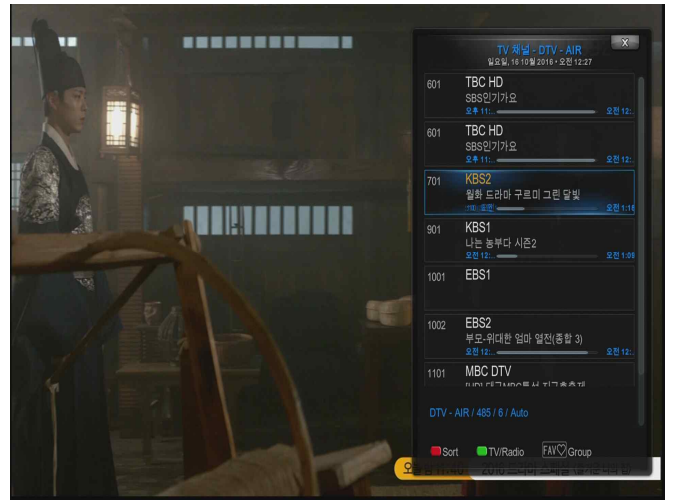 TV 채널 - DTV - AIR
X
일요일, 16 10월 2016 • 오전 12:27
601 TBC HD
SBS인기가요
오후 11:.. 오전 12:..
601 TBC HD
SBS인기가요
오후 11:.. 오전 12:..
701 KBS2
월화 드라마 구르미 그린 달빛
오전 1:18
901 KBS1
나는 농부다 시즌2
오전 12:.. 오전 1:09
1001 EBS1
1002 EBS2
부모-위대한 엄마 열전(종합 3)
오전 12:.. 오전 12:..
1101 MBC DTV
DTV - AIR / 485 / 6 / Auto
Sort TV/Radio FAV♡ Group